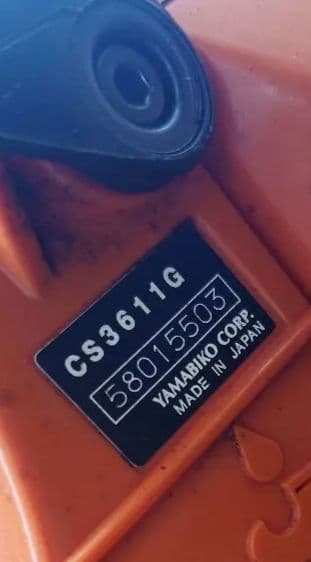 CS3611G
58015503
YAMABIKO CORP.
MADE IN JAPAN